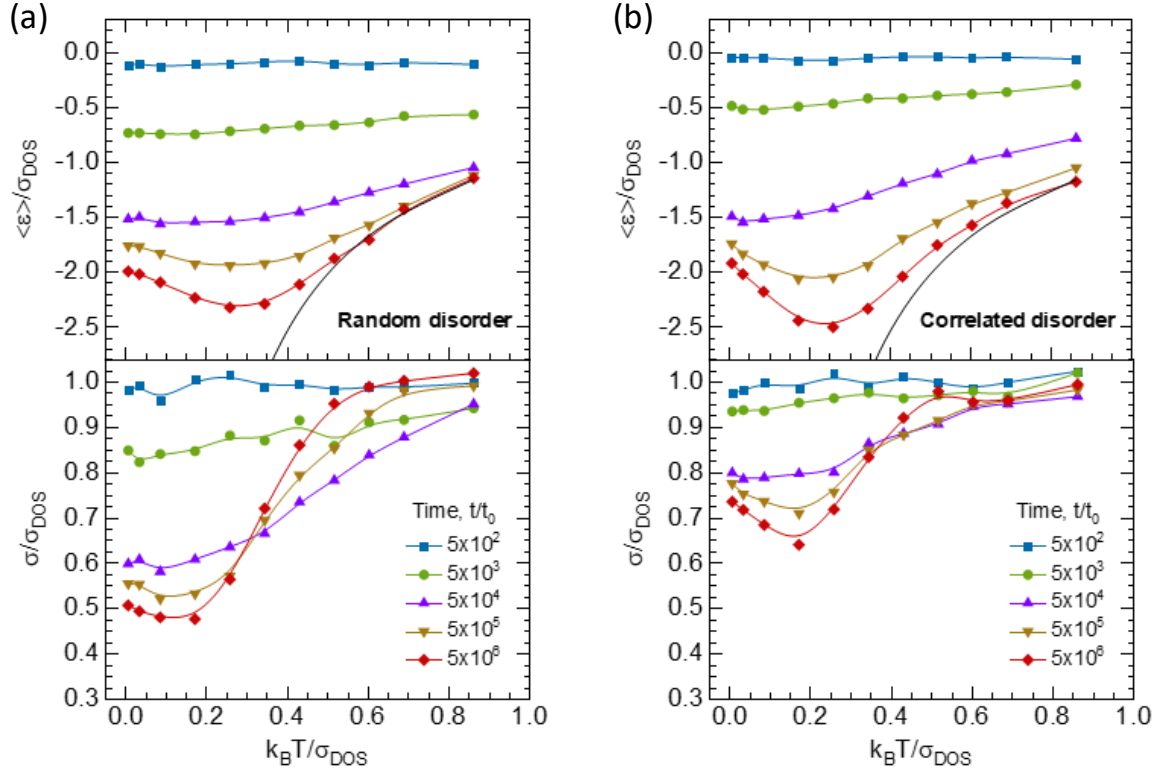 (a)
0.0
-0.5
-1.0
-1.5
-2.0
-2.5
<ε>/σDOS
Random disorder
1.0
0.9
0.8
0.7
0.6
0.5
0.4
0.3
σ/σDOS
Time, t/t0
5x10²
5x10³
5x10⁴
5x10⁵
5x10⁶
0.0 0.2 0.4 0.6 0.8 1.0
kBT/σDOS
(b)
0.0
-0.5
-1.0
-1.5
-2.0
-2.5
<ε>/σDOS
Correlated disorder
1.0
0.9
0.8
0.7
0.6
0.5
0.4
0.3
σ/σDOS
Time, t/t0
5x10²
5x10³
5x10⁴
5x10⁵
5x10⁶
0.0 0.2 0.4 0.6 0.8 1.0
kBT/σDOS